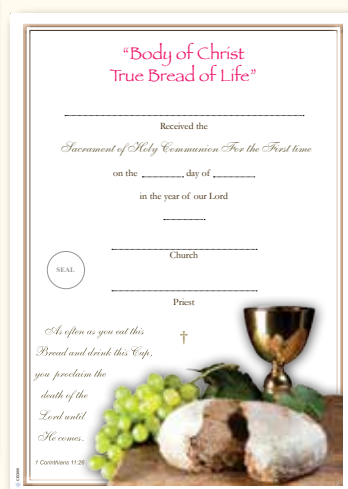 “Body of Christ
True Bread of Life”
Received the
Sacrament of Holy Communion For the First time
on the day of
in the year of our Lord
Church
SEAL
Priest
As often as you eat this
Bread and drink this Cup,
you proclaim the
death of the
Lord until
He comes.
1 Corinthians 11:26